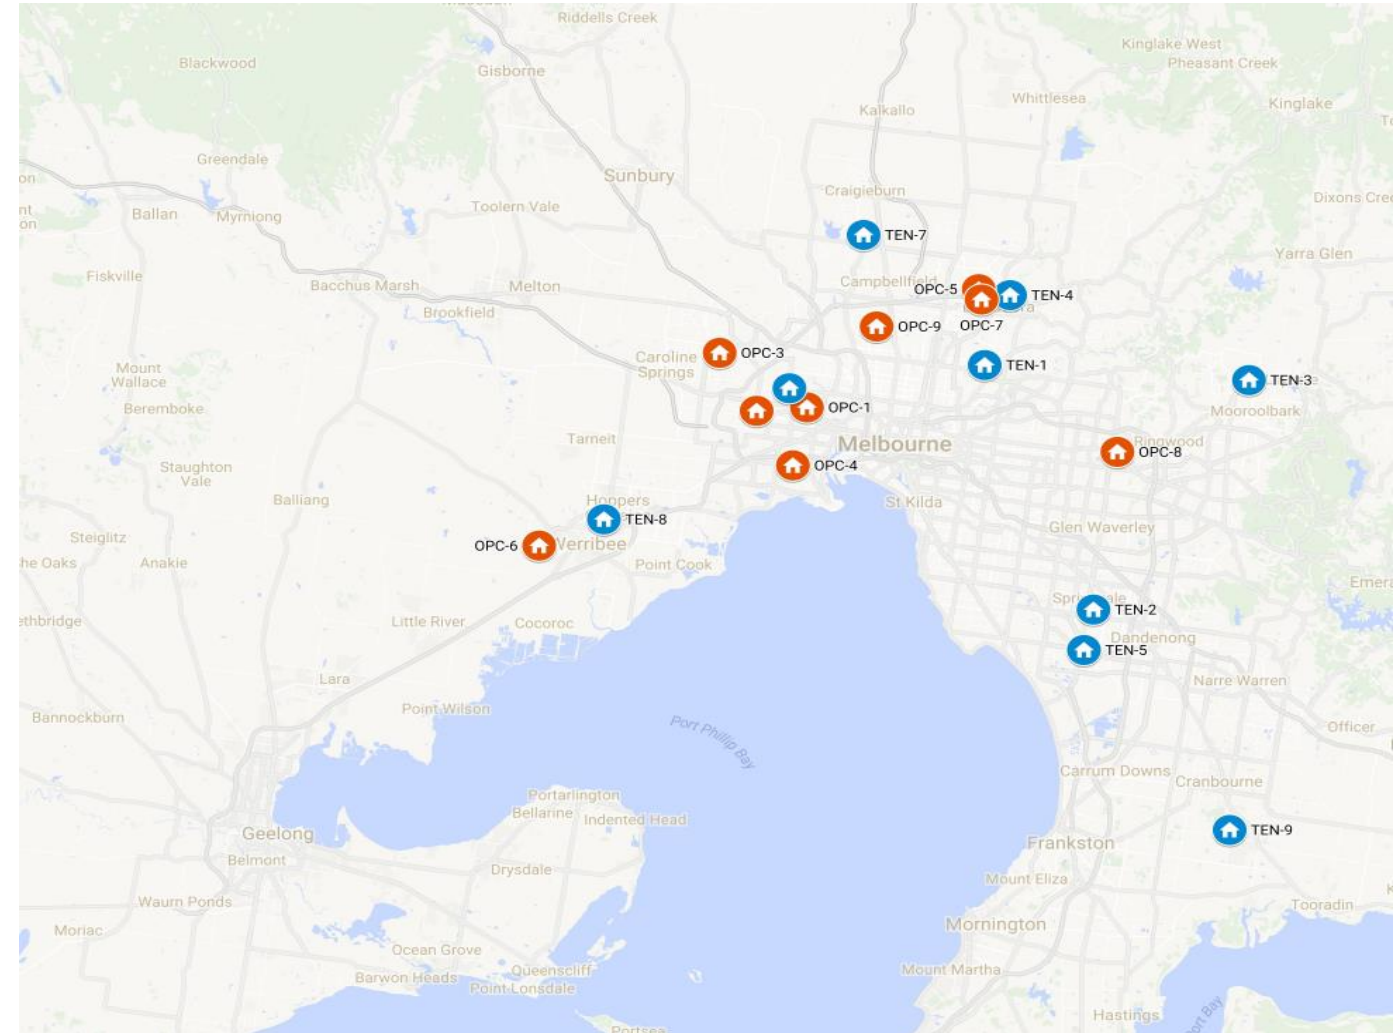 Riddells Creek
Kinglake West
Blackwood
Pheasant Creek
Gisborne
Whittlesea
Kinglake
Kalkallo
Greendale
Sunbury
Craigieburn
Dixons Cree
Toolern Vale
Ballan
Myrniong
TEN-7
Yarra Glen
Fiskville
Campbellfield
Bacchus Marsh
Melton
OPC-5
TEN-4
Brookfield
OPC-9
OPC-7
Caroline
Springs
OPC-3
TEN-1
Mount
Wallace
TEN-3
Beremboke
OPC-1
Mooroolbark
Tarneit
Melbourne
Ringwood
OPC-8
Staughton
Vale
OPC-4
Balliang
Hoppers
St Kilda
TEN-8
Glen Waverley
Steiglitz
OPC-6
Werribee
he Oaks
Anakie
Point Cook
Emera
TEN-2
ethbridge
Little River
Cocoroc
Dandenong
TEN-5
Lara
Narre Warren
Point Wilson
Bannockburn
Port Phillip Bay
Officer
Carrum Downs
Cranbourne
Portarlington
Bellarine
Indented Head
Geelong
TEN-9
Frankston
Belmont
Drysdale
Mount Eliza
Waurn Ponds
Tooradin
Moriac
Mornington
Ocean Grove
Barwon Heads
Queenscliff
Mount Martha
Point Lonsdale
Hastings
Portsea